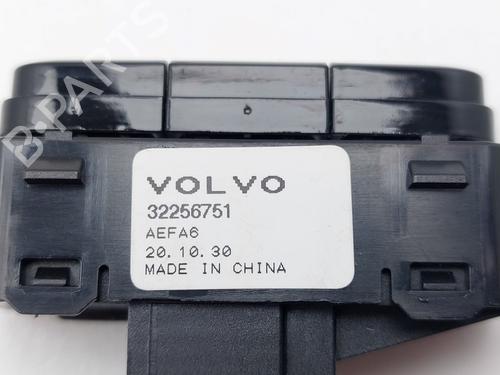 B-PARTS
VOLVO
32256751
AEFA6
20.10.30
MADE IN CHINA